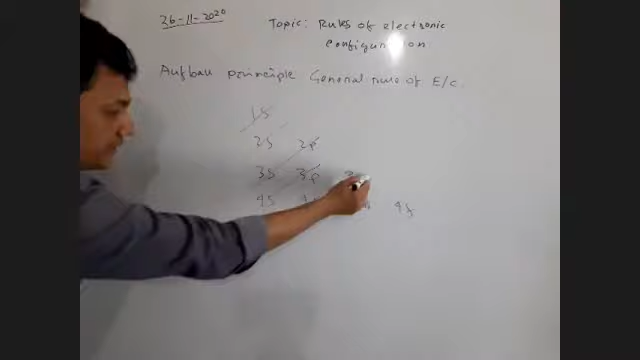 26-11-2020
Topic: Rules of electronic
configuration
Aufbau principle General rule of E/c.
1s
2s 2p
3s 3p
4s 4f